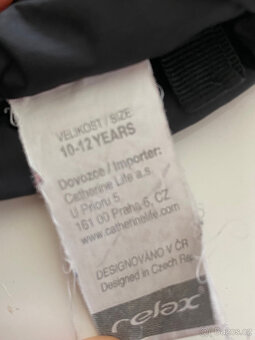 VELIKOST / SIZE
10-12 YEARS
Dovozce / Importer:
Catherine Life a.s.
U Prioru 5
161 00 Praha 6, CZ
www.catherinelife.com
DESIGNOVÁNO V ČR
Designed in Czech Rep.
relax